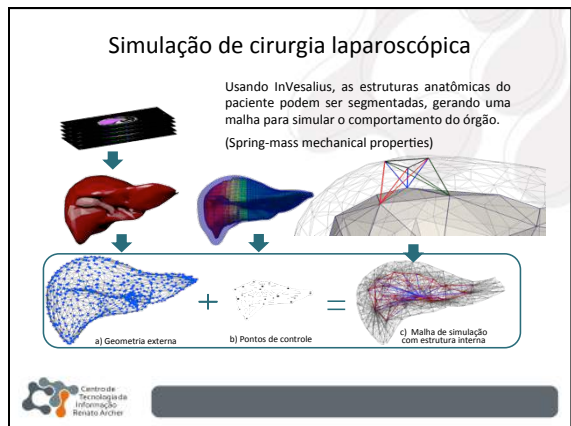 Simulação de cirurgia laparoscópica
Usando InVesalius, as estruturas anatômicas do
paciente podem ser segmentadas, gerando uma
malha para simular o comportamento do órgão.
(Spring-mass mechanical properties)
+
=
a) Geometria externa
b) Pontos de controle
c) Malha de simulação
com estrutura interna
Centro de
Tecnologia da
Informação
Renato Archer